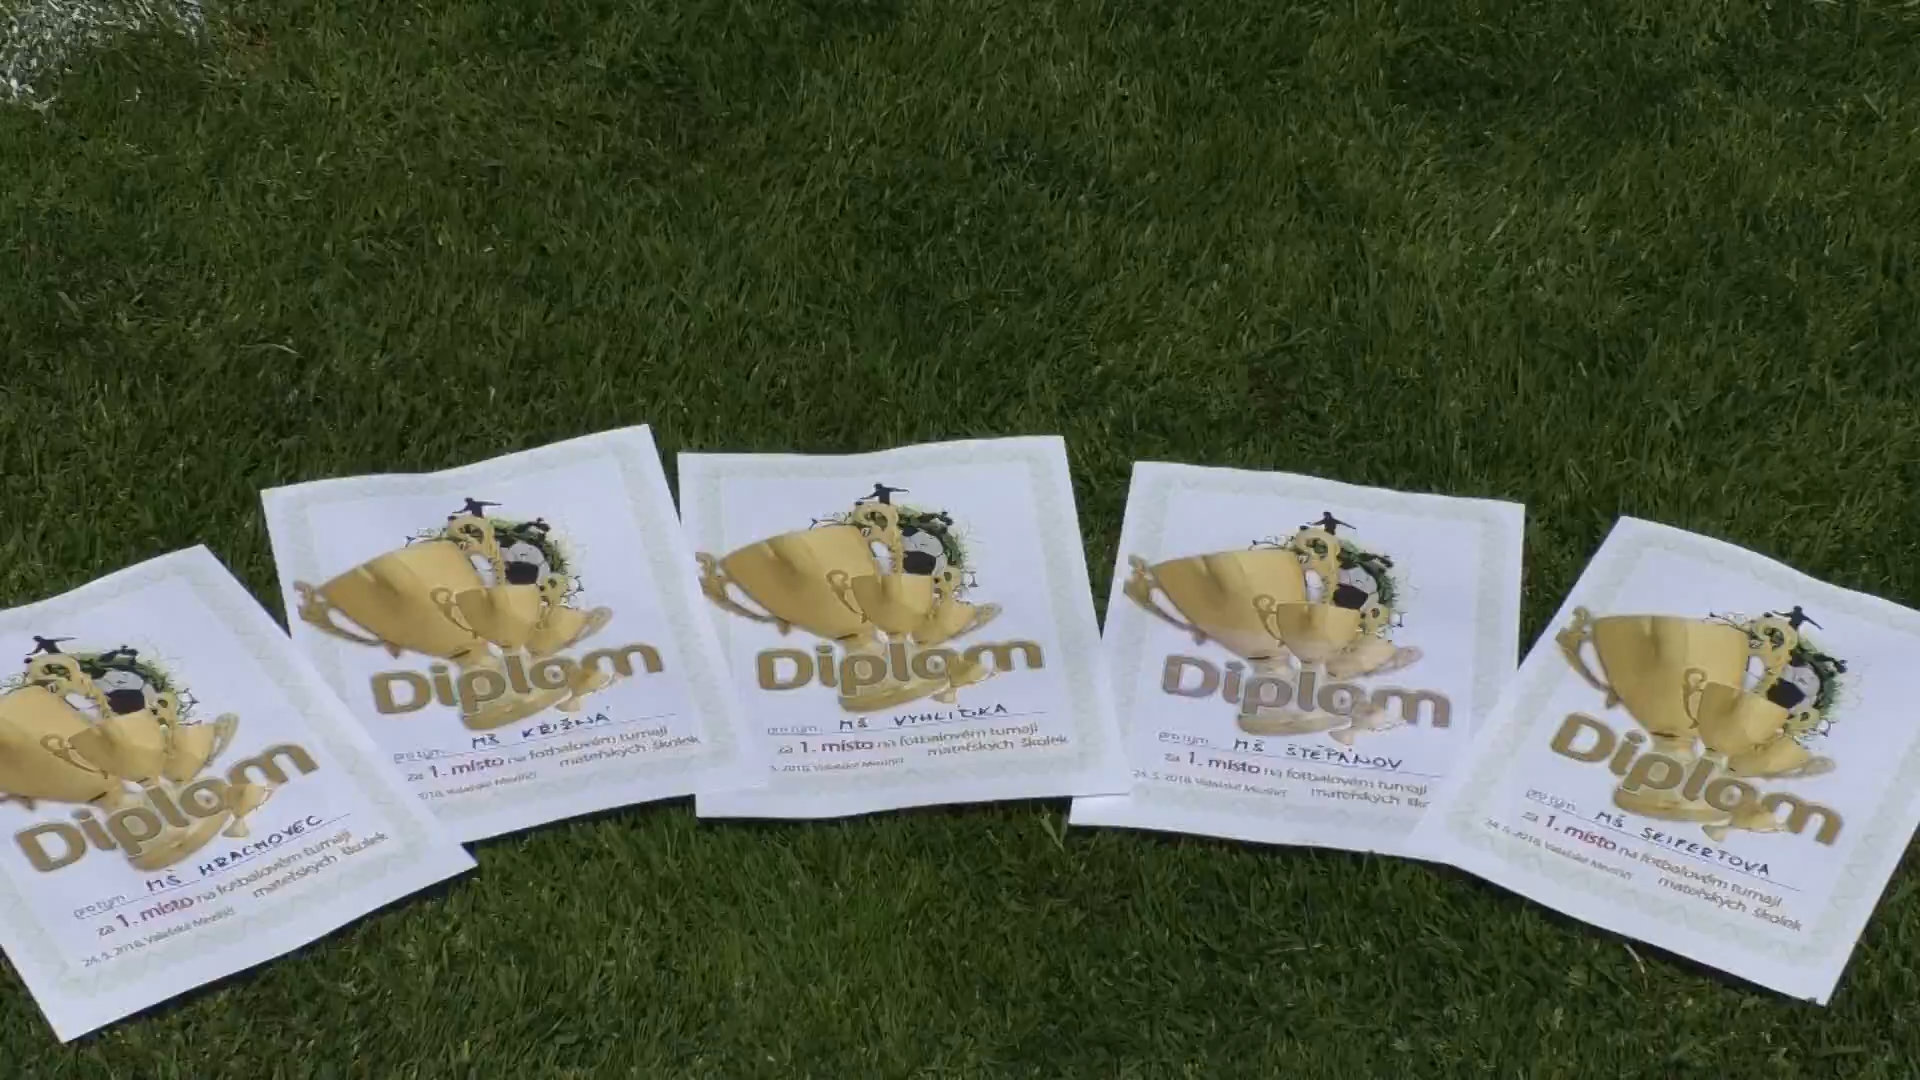 Diplom
pro tým MŠ HRACHOVEC
za 1. místo na fotbalovém turnaji
mateřských školek
24. 5. 2018, Valašské Meziříčí
Diplom
pro tým MŠ KŘIŽNÁ
za 1. místo na fotbalovém turnaji
mateřských školek
2018, Valašské Meziříčí
Diplom
pro tým MŠ VYHLÍDKA
za 1. místo na fotbalovém turnaji
mateřských školek
5. 2018, Valašské Meziříčí
Diplom
pro tým MŠ ŠTĚPÁNOV
za 1. místo na fotbalovém turnaji
mateřských škol
24. 5. 2018, Valašské Meziříčí
Diplom
pro tým MŠ SEIFERTOVA
za 1. místo na fotbalovém turnaji
mateřských školek
24. 5. 2018, Valašské Meziříčí